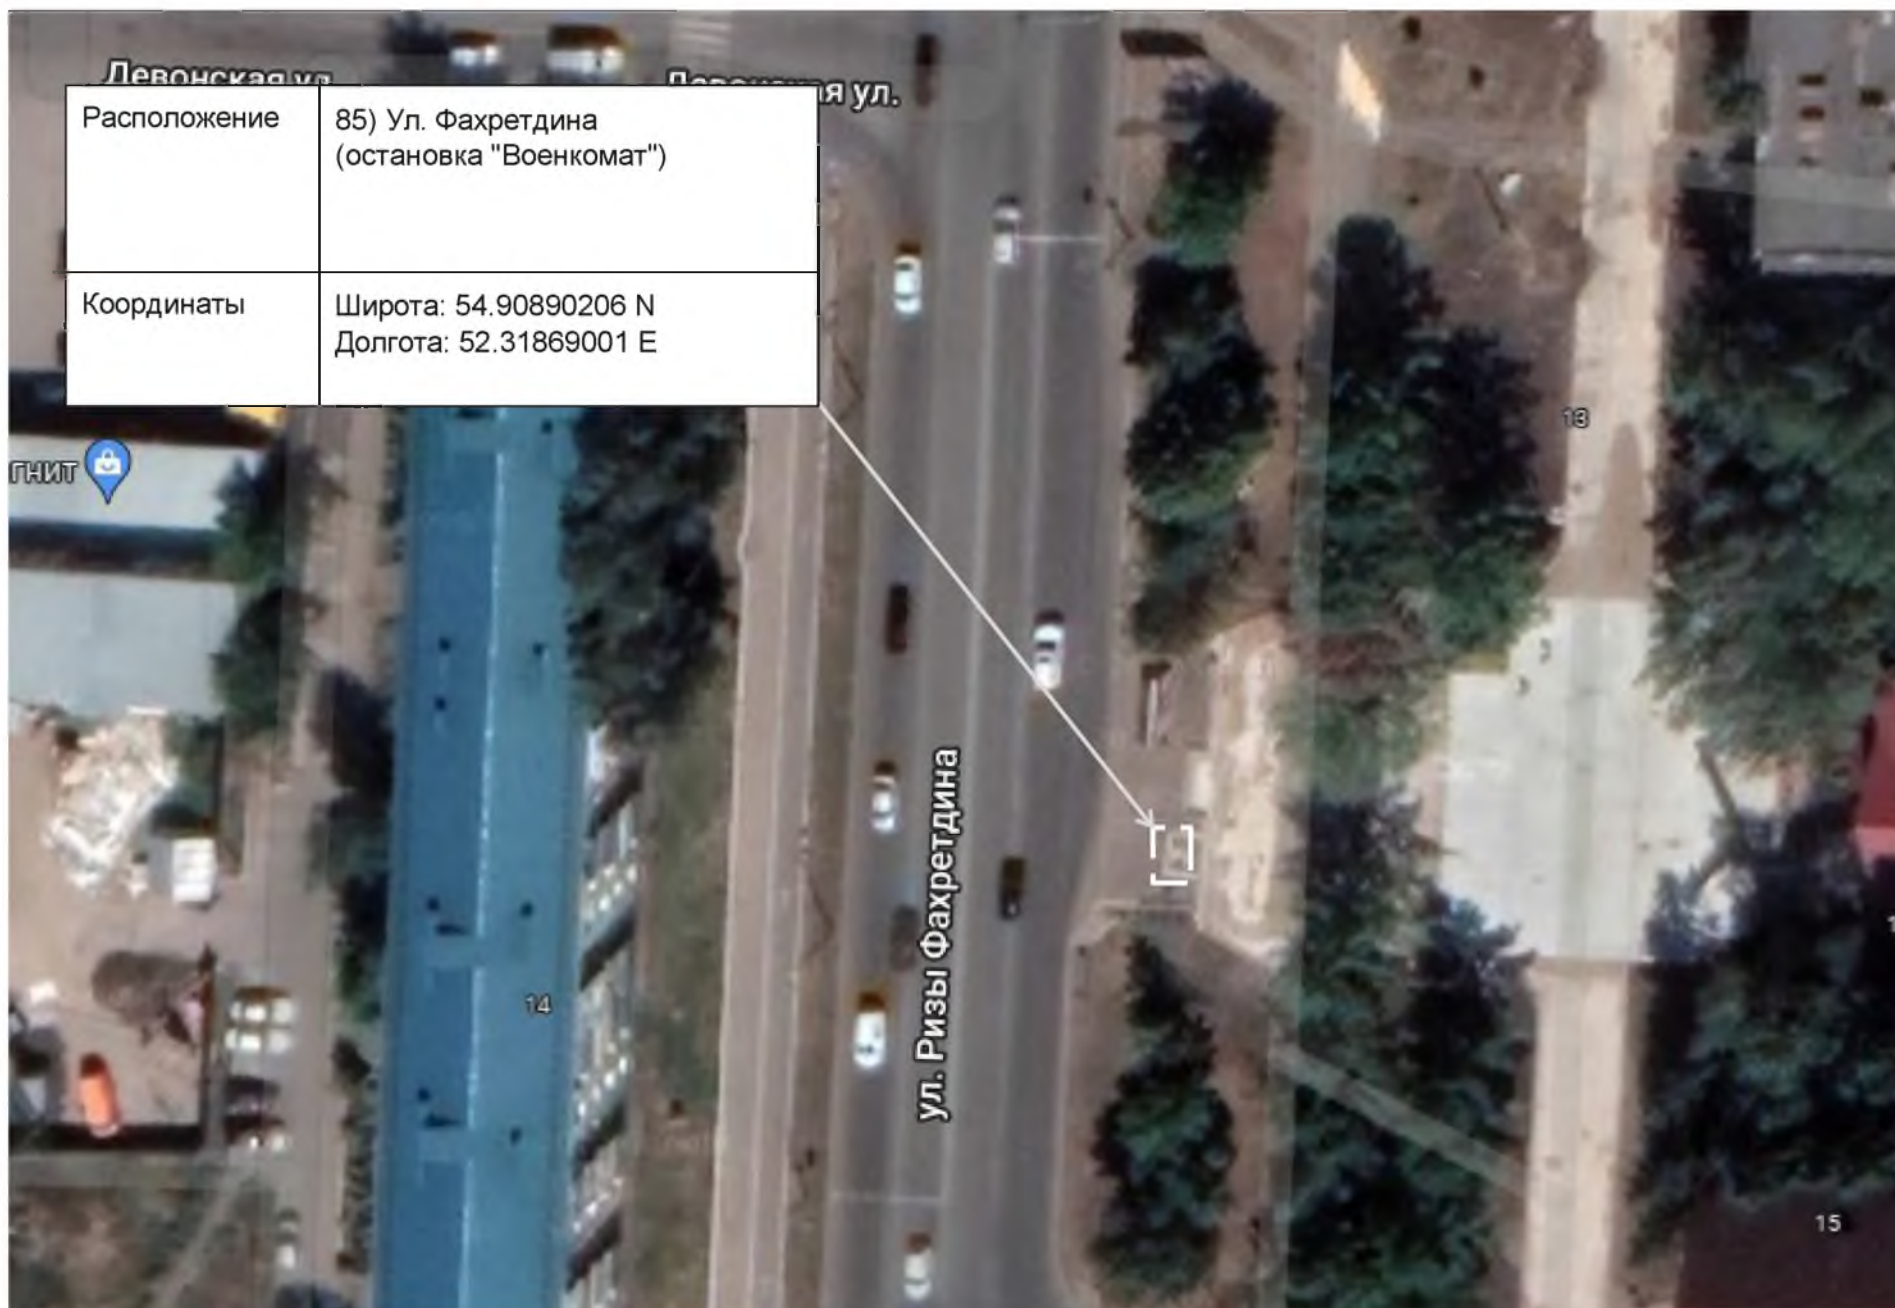 Девонская ул.
я ул.
Расположение
85) Ул. Фахретдина
(остановка "Военкомат")
Координаты
Широта: 54.90890206 N
Долгота: 52.31869001 E
13
гнит
ул. Ризы Фахретдина
14
15